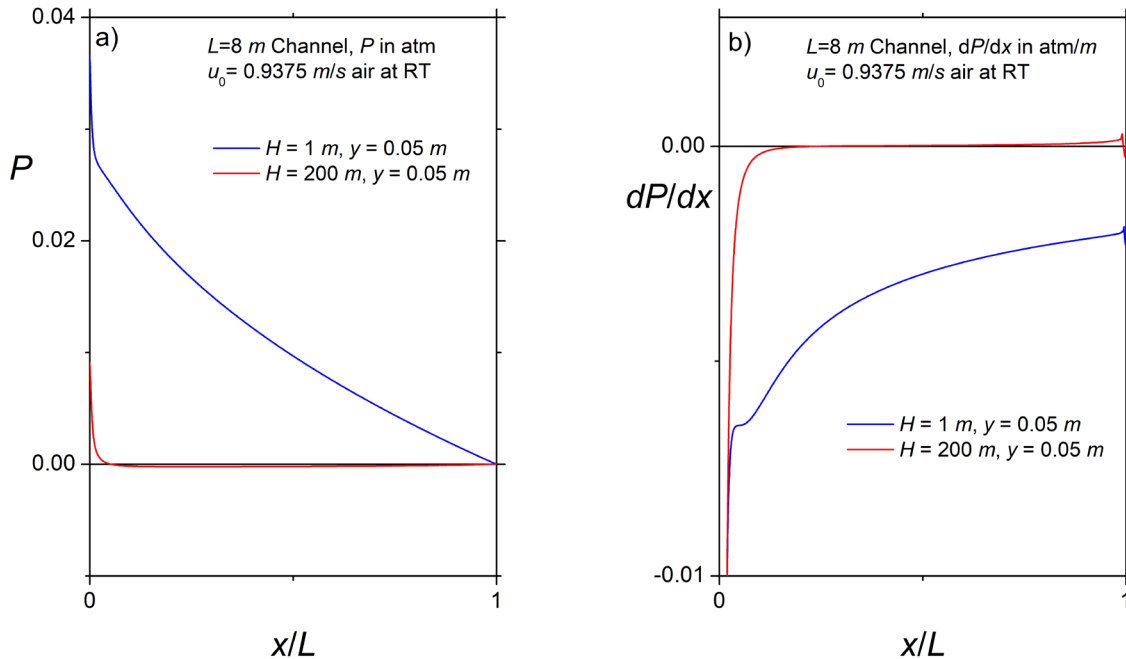 a)
L=8 m Channel, P in atm
u₀= 0.9375 m/s air at RT
H = 1 m, y = 0.05 m
H = 200 m, y = 0.05 m
P
0.04
0.02
0.00
0
1
x/L
b)
L=8 m Channel, dP/dx in atm/m
u₀= 0.9375 m/s air at RT
0.00
dP/dx
H = 1 m, y = 0.05 m
H = 200 m, y = 0.05 m
-0.01
0
1
x/L